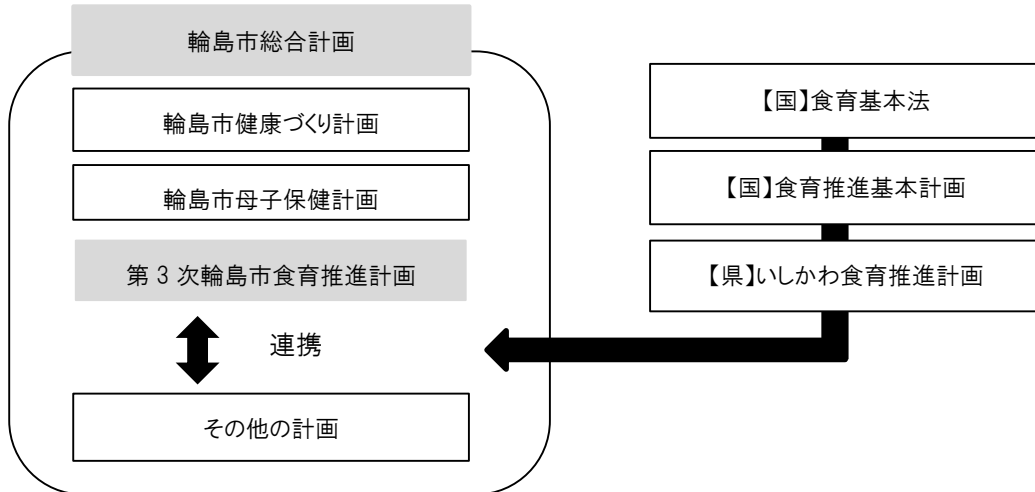 輪島市総合計画
輪島市健康づくり計画
輪島市母子保健計画
第 3 次輪島市食育推進計画
連携
その他の計画
【国】食育基本法
【国】食育推進基本計画
【県】いしかわ食育推進計画